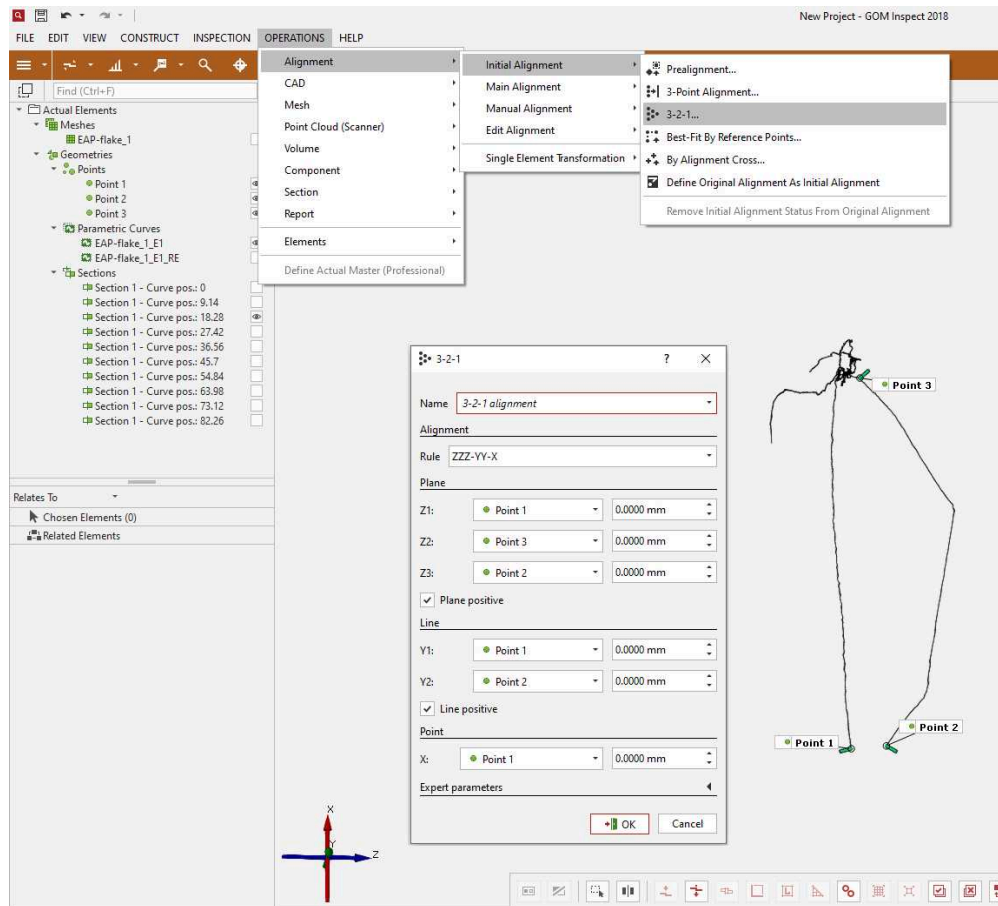 New Project - GOM Inspect 2018
FILE EDIT VIEW CONSTRUCT INSPECTION OPERATIONS HELP
Find (Ctrl+F)
Actual Elements
Meshes
EAP-flake_1
Geometries
Points
Point 1
Point 2
Point 3
Parametric Curves
EAP-flake_1_E1
EAP-flake_1_E1_RE
Sections
Section 1 - Curve pos.: 0
Section 1 - Curve pos.: 9.14
Section 1 - Curve pos.: 18.28
Section 1 - Curve pos.: 27.42
Section 1 - Curve pos.: 36.56
Section 1 - Curve pos.: 45.7
Section 1 - Curve pos.: 54.84
Section 1 - Curve pos.: 63.98
Section 1 - Curve pos.: 73.12
Section 1 - Curve pos.: 82.26
Relates To
Chosen Elements (0)
Related Elements
Alignment
CAD
Mesh
Point Cloud (Scanner)
Volume
Component
Section
Report
Elements
Define Actual Master (Professional)
Initial Alignment
Main Alignment
Manual Alignment
Edit Alignment
Single Element Transformation
Prealignment...
3-Point Alignment...
3-2-1...
Best-Fit By Reference Points...
By Alignment Cross...
Define Original Alignment As Initial Alignment
Remove Initial Alignment Status From Original Alignment
3-2-1 ? X
Name 3-2-1 alignment
Alignment
Rule ZZZ-YY-X
Plane
Z1: Point 1 0.0000 mm
Z2: Point 3 0.0000 mm
Z3: Point 2 0.0000 mm
Plane positive
Line
Y1: Point 1 0.0000 mm
Y2: Point 2 0.0000 mm
Line positive
Point
X: Point 1 0.0000 mm
Expert parameters
OK Cancel
Point 3
Point 2
Point 1
X
Y
Z